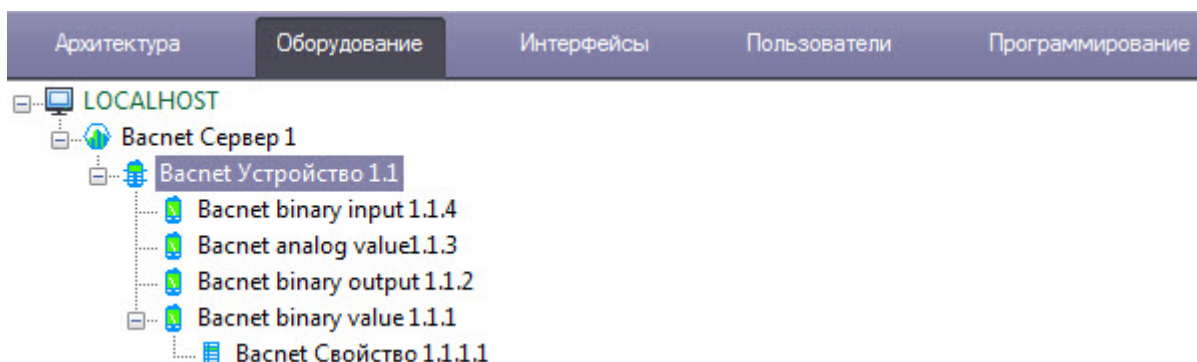 Архитектура Оборудование Интерфейсы Пользователи Программирование
LOCALHOST
Bacnet Сервер 1
Bacnet Устройство 1.1
Bacnet binary input 1.1.4
Bacnet analog value1.1.3
Bacnet binary output 1.1.2
Bacnet binary value 1.1.1
Bacnet Свойство 1.1.1.1